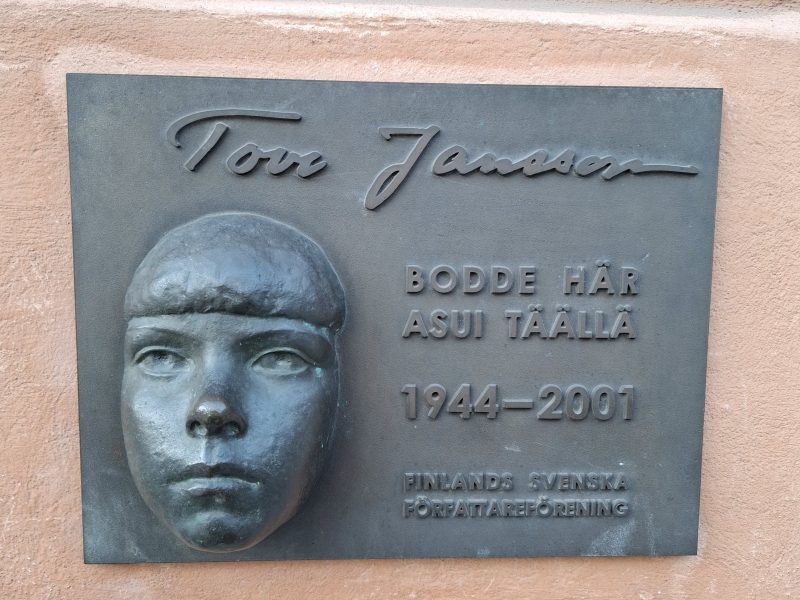 Tove Jansson
BODDE HÄR
ASUI TÄÄLLÄ
1944–2001
FINLANDS SVENSKA
FÖRFATTAREFÖRENING